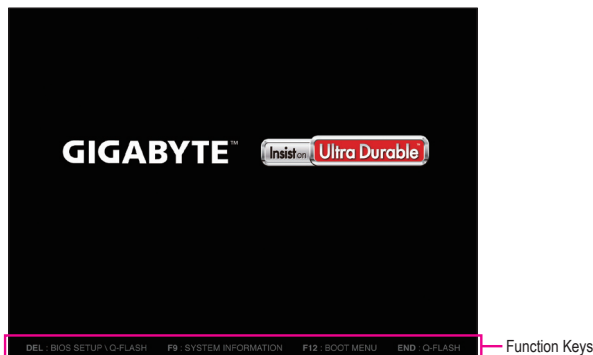 GIGABYTE™ Insist on Ultra Durable™
DEL : BIOS SETUP \ Q-FLASH F9 : SYSTEM INFORMATION F12 : BOOT MENU END : Q-FLASH
Function Keys